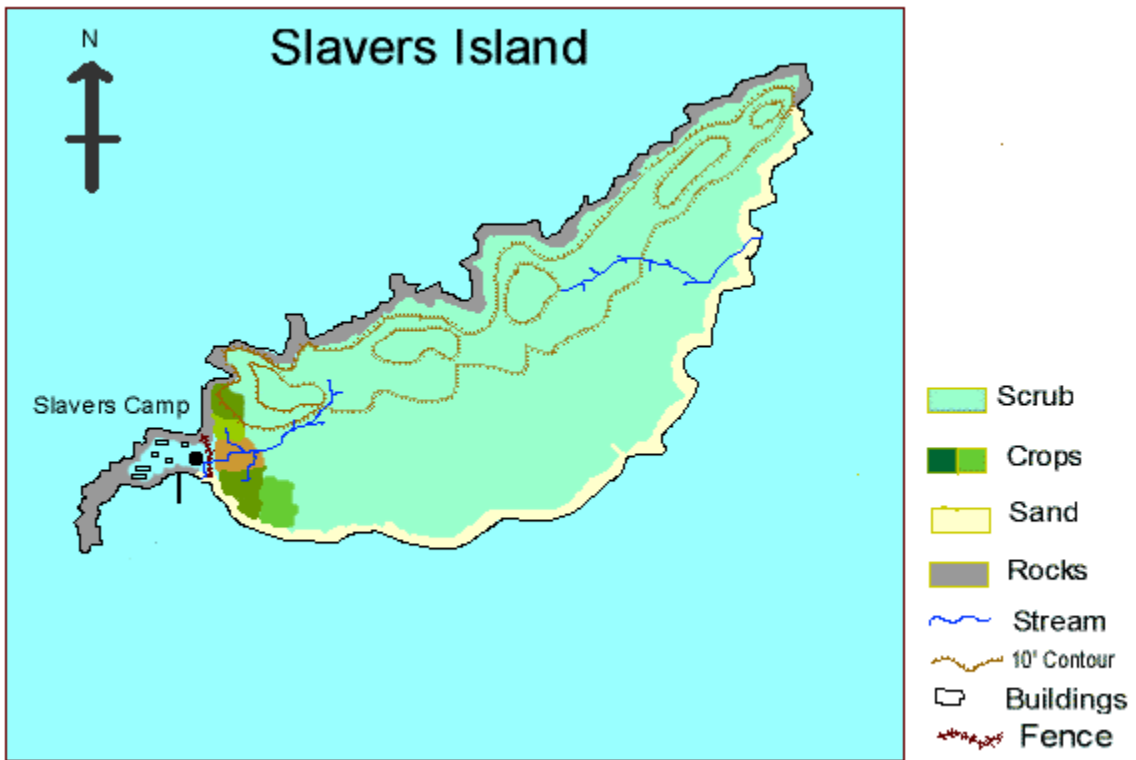 Slavers Island
N
Slavers Camp
Scrub
Crops
Sand
Rocks
Stream
10' Contour
Buildings
Fence